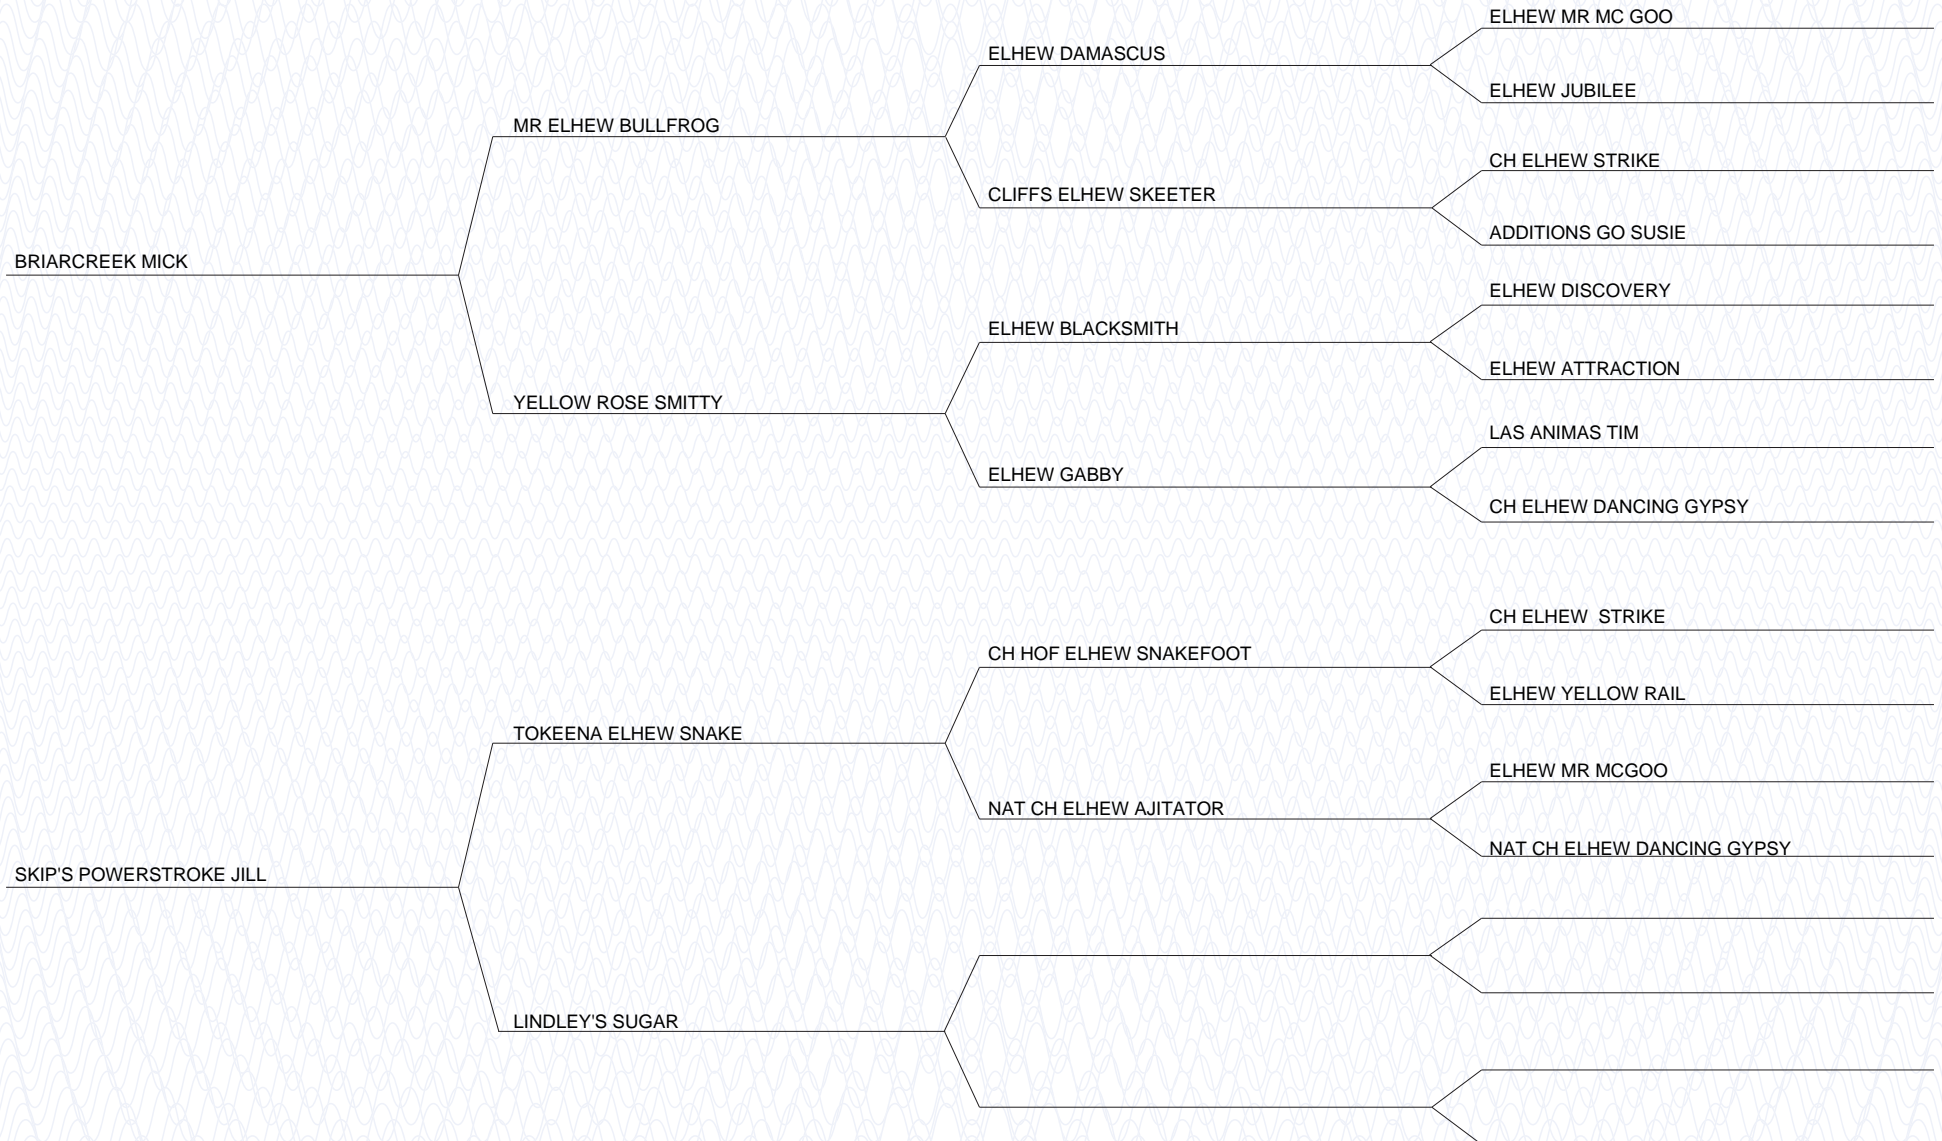 ELHEW MR MC GOO
ELHEW DAMASCUS
ELHEW JUBILEE
MR ELHEW BULLFROG
CH ELHEW STRIKE
CLIFFS ELHEW SKEETER
ADDITIONS GO SUSIE
BRIARCREEK MICK
ELHEW DISCOVERY
ELHEW BLACKSMITH
ELHEW ATTRACTION
YELLOW ROSE SMITTY
LAS ANIMAS TIM
ELHEW GABBY
CH ELHEW DANCING GYPSY
CH ELHEW  STRIKE
CH HOF ELHEW SNAKEFOOT
ELHEW YELLOW RAIL
TOKEENA ELHEW SNAKE
ELHEW MR MCGOO
NAT CH ELHEW AJITATOR
NAT CH ELHEW DANCING GYPSY
SKIP'S POWERSTROKE JILL
LINDLEY'S SUGAR